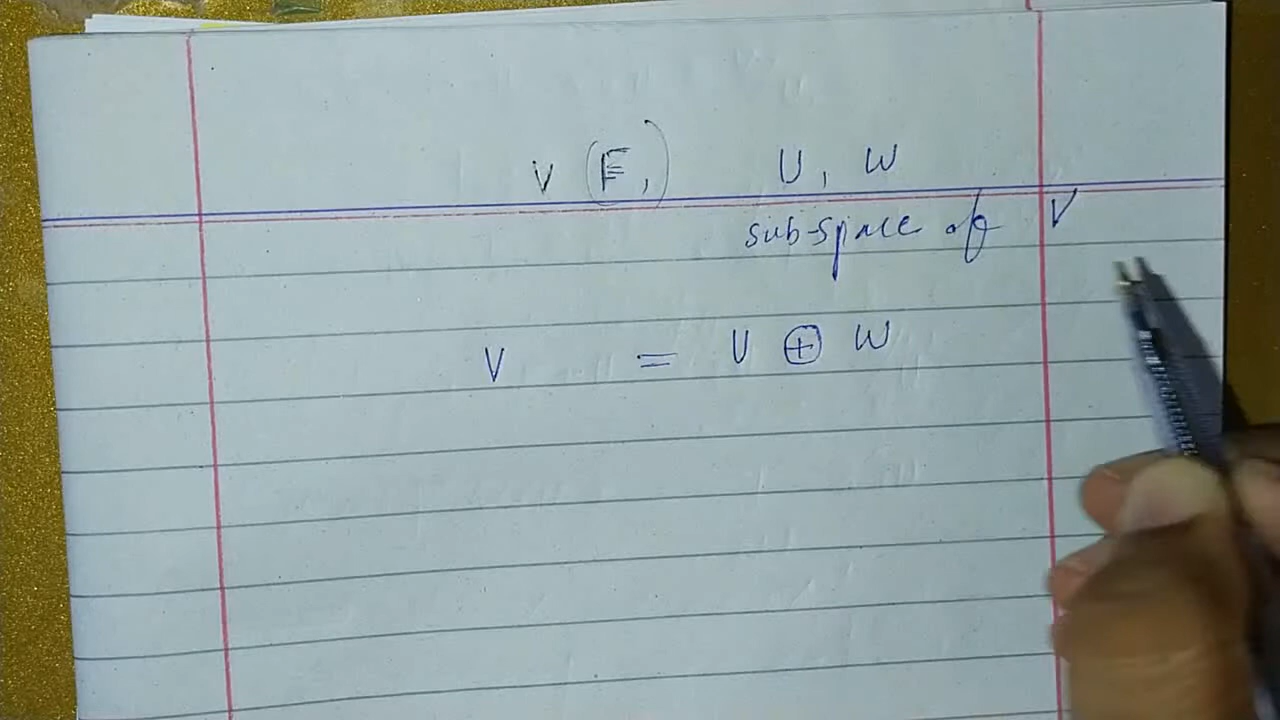 V (F,) U, W
sub-space of V
V = U ⊕ W